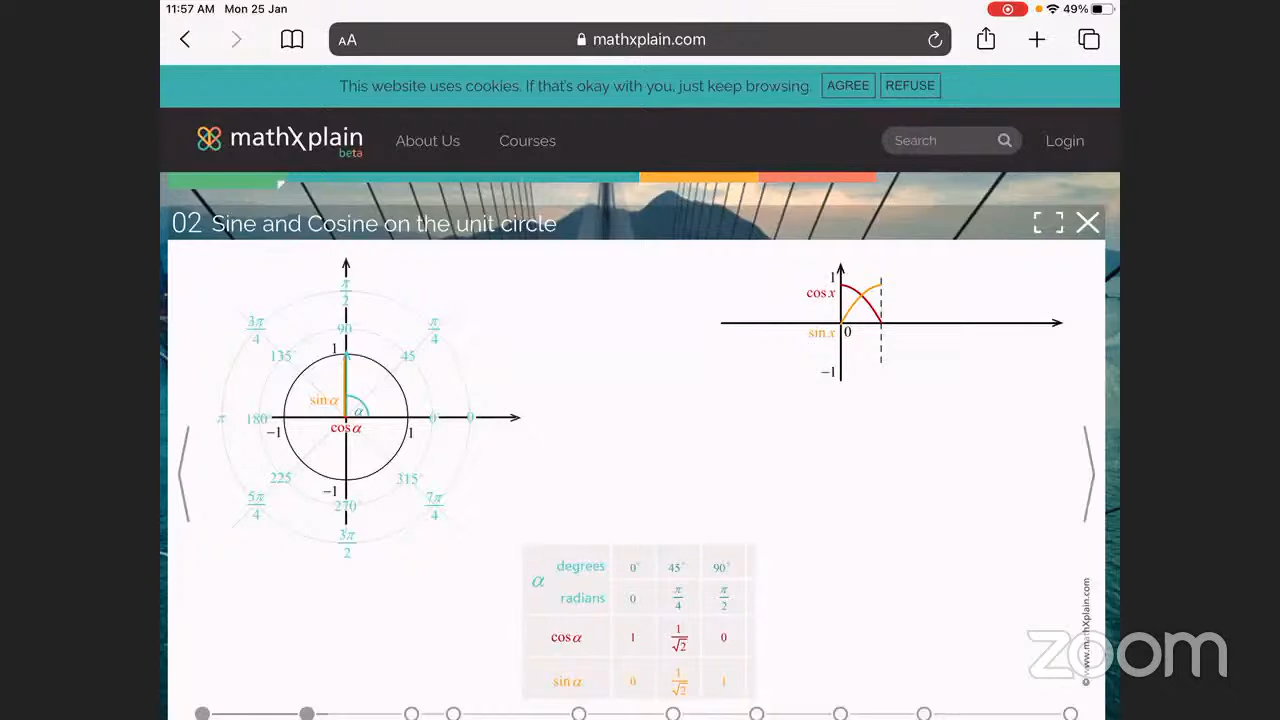 11:57 AM Mon 25 Jan 49%
AA mathxplain.com
This website uses cookies. If that's okay with you, just keep browsing. AGREE REFUSE
mathXplain beta About Us Courses Search Login
02 Sine and Cosine on the unit circle
π/2
3π/4 90° π/4
135° 1 45°
sin α α
π 180° -1 cos α 1 0° 0
225° -1 315°
5π/4 270° 7π/4
3π/2
1
cos x
sin x 0
-1
α degrees 0° 45° 90°
radians 0 π/4 π/2
cos α 1 1/√2 0
sin α 0 1/√2 1
© www.mathXplain.com
zoom